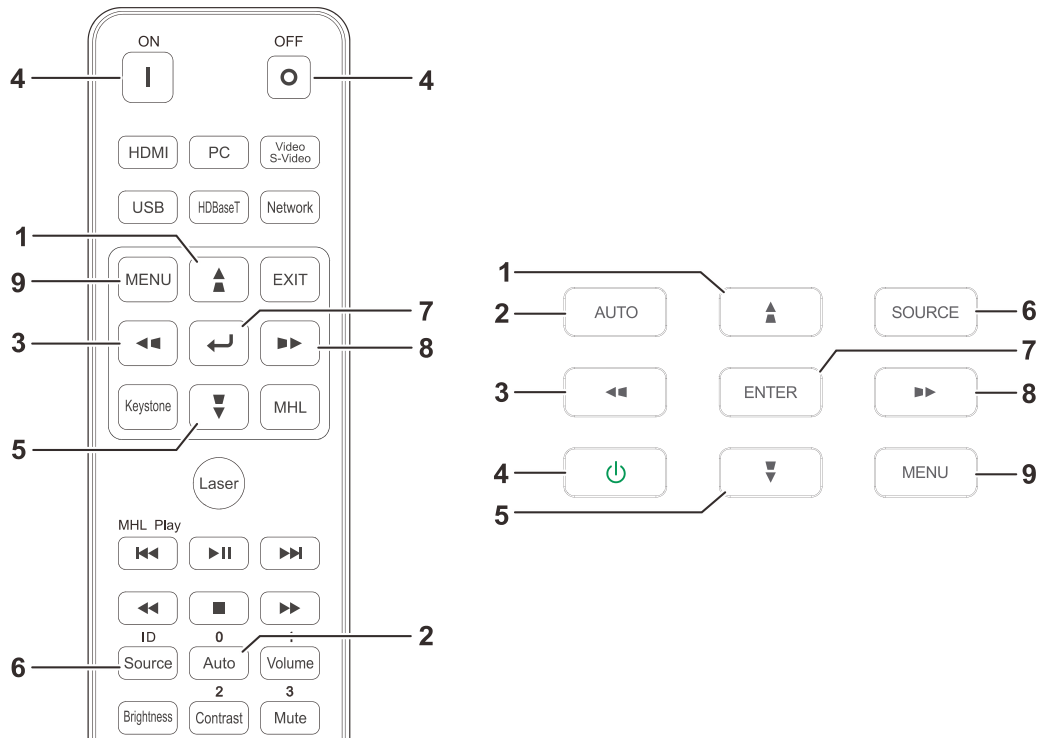 ON OFF
4 4
HDMI PC Video
S-Video
USB HDBaseT Network
1
MENU EXIT
9
7
3
8
Keystone MHL
5
Laser
MHL Play
ID 0
2
Source Auto Volume
6
2 3
Brightness Contrast Mute
1
2 AUTO SOURCE 6
7
3 ENTER 8
4 MENU 9
5